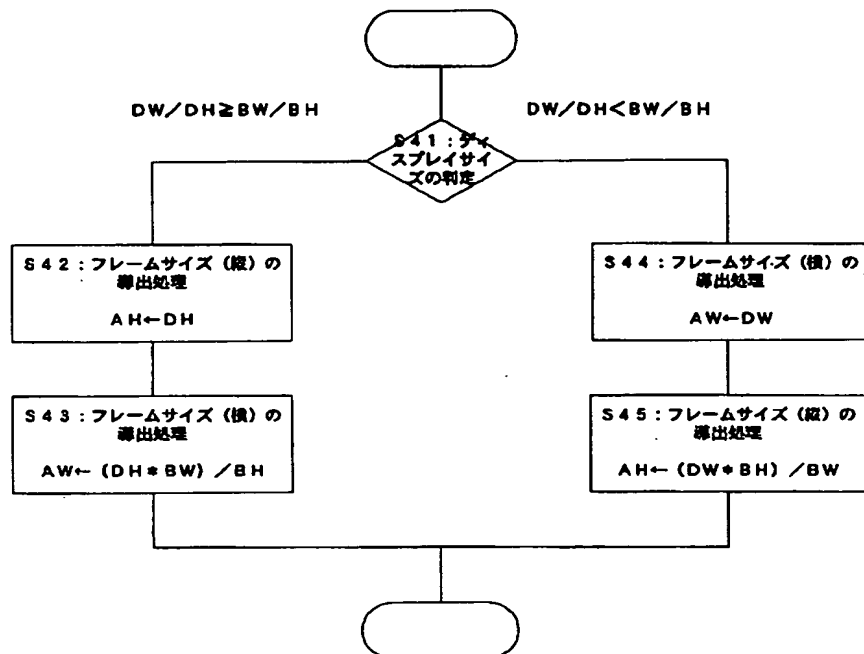 DW/DH≧BW/BH
DW/DH<BW/BH
S41:ディ
スプレイサイ
ズの判定
S42:フレームサイズ(縦)の
導出処理
AH←DH
S43:フレームサイズ(横)の
導出処理
AW←(DH*BW)/BH
S44:フレームサイズ(横)の
導出処理
AW←DW
S45:フレームサイズ(縦)の
導出処理
AH←(DW*BH)/BW